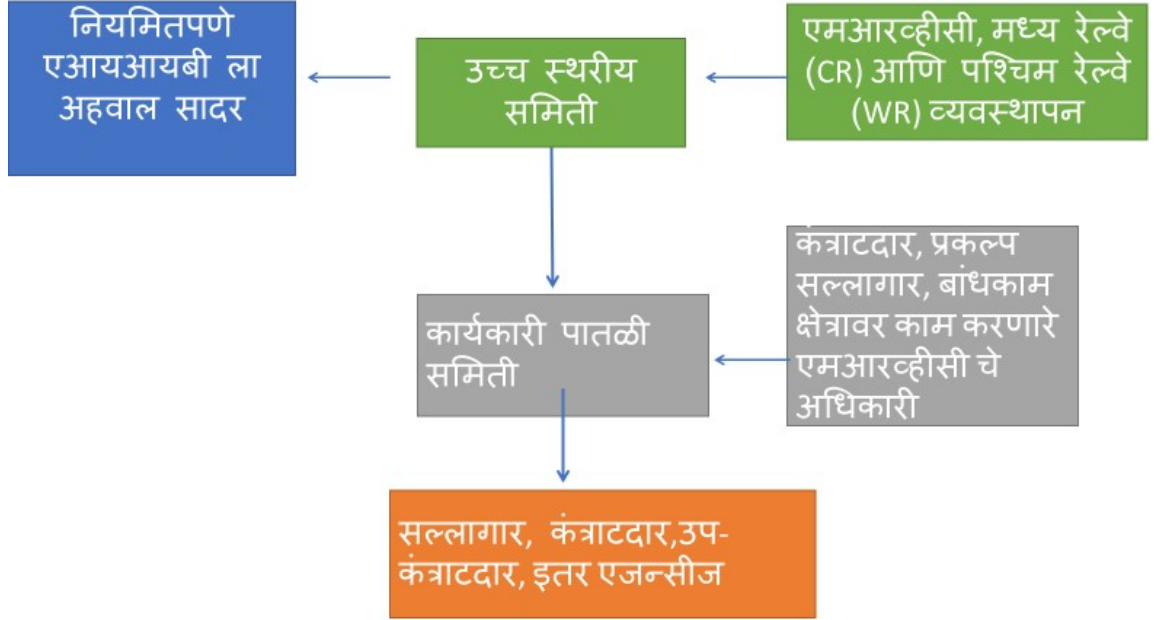 नियमितपणे
एआयआयबी ला
अहवाल सादर
उच्च स्थरीय
समिती
एमआरव्हीसी, मध्य रेल्वे
(CR) आणि पश्चिम रेल्वे
(WR) व्यवस्थापन
कंत्राटदार, प्रकल्प
सल्लागार, बांधकाम
क्षेत्रावर काम करणारे
एमआरव्हीसी चे
अधिकारी
कार्यकारी पातळी
समिती
सल्लागार, कंत्राटदार,उप-
कंत्राटदार, इतर एजन्सीज